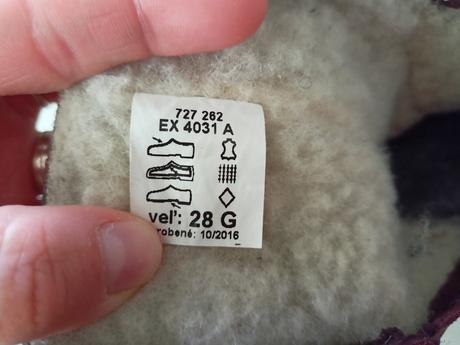 727 262
EX 4031 A
veľ: 28 G
robené: 10/2016